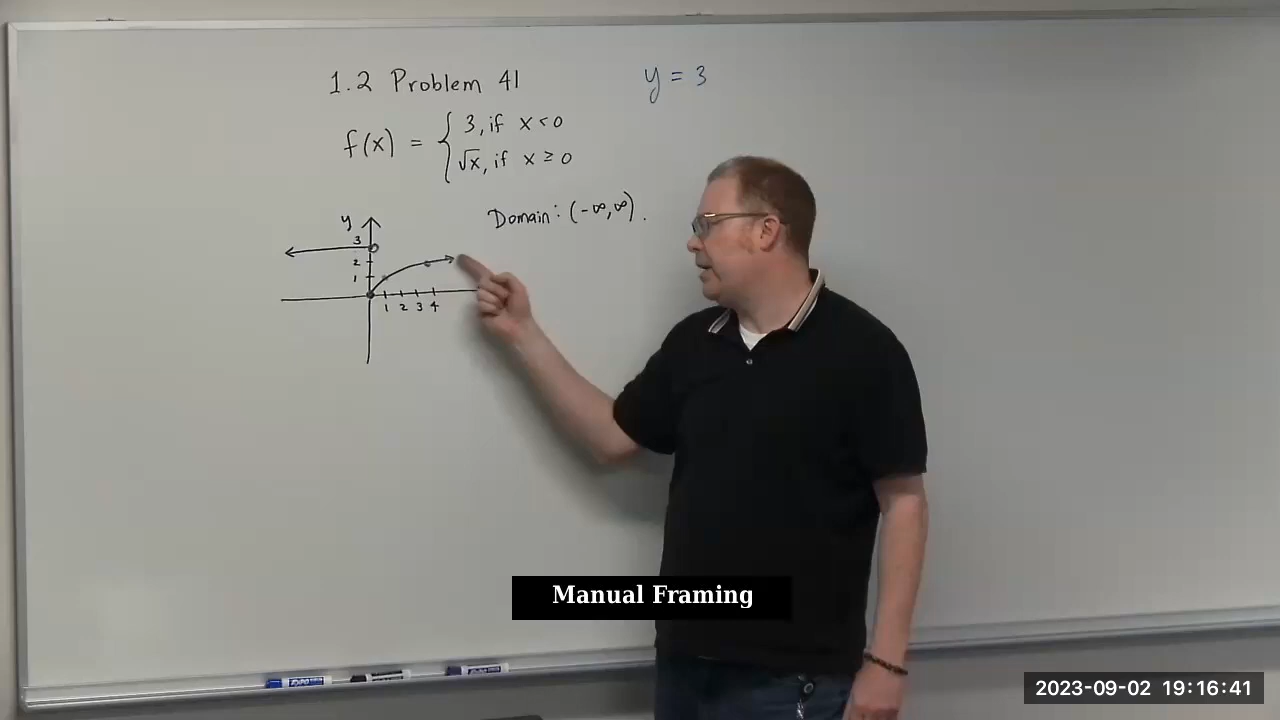 1.2 Problem 41
y = 3
f(x) = { 3, if x < 0
√x, if x ≥ 0
Domain: (-∞, ∞).
y
3
2
1
1 2 3 4
Manual Framing
EXPO
2023-09-02 19:16:41